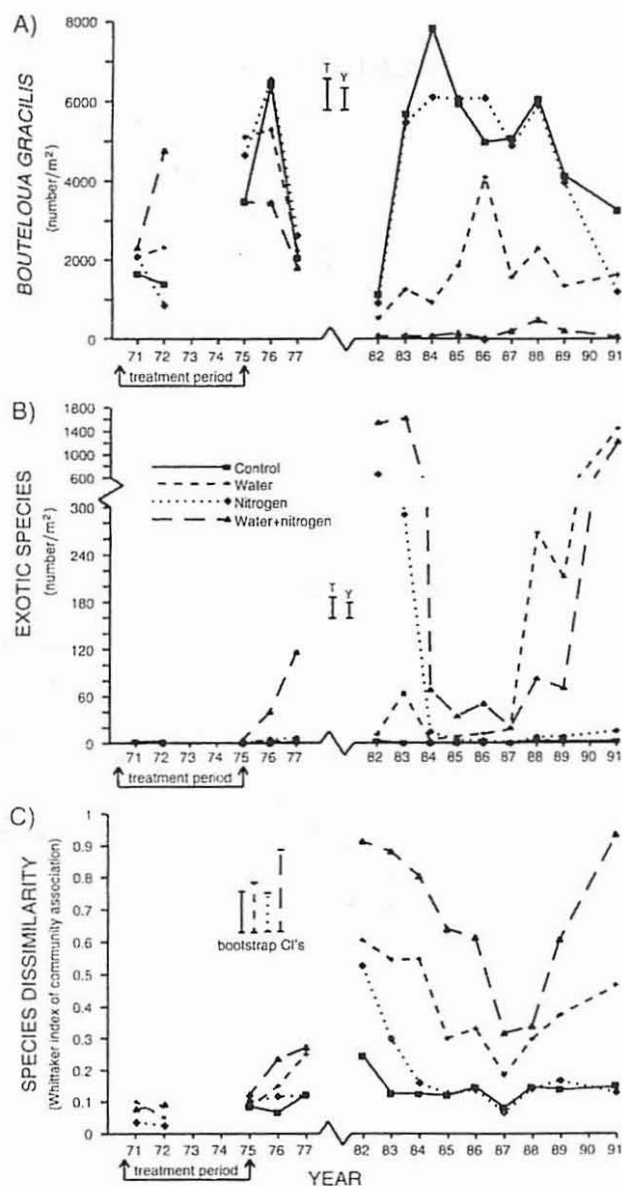 A)
BOUTELOUA GRACILIS
(number/m²)
8000
6000
4000
2000
0
T Y
71 72 73 74 75 76 77 82 83 84 85 86 87 88 89 90 91
treatment period
B)
EXOTIC SPECIES
(number/m²)
1800
1400
1000
600
300
240
180
120
60
0
Control
Water
Nitrogen
Water+nitrogen
T Y
71 72 73 74 75 76 77 82 83 84 85 86 87 88 89 90 91
treatment period
C)
SPECIES DISSIMILARITY
(Whittaker index of community association)
1
0.9
0.8
0.7
0.6
0.5
0.4
0.3
0.2
0.1
0
bootstrap CI's
71 72 73 74 75 76 77 82 83 84 85 86 87 88 89 90 91
treatment period
YEAR